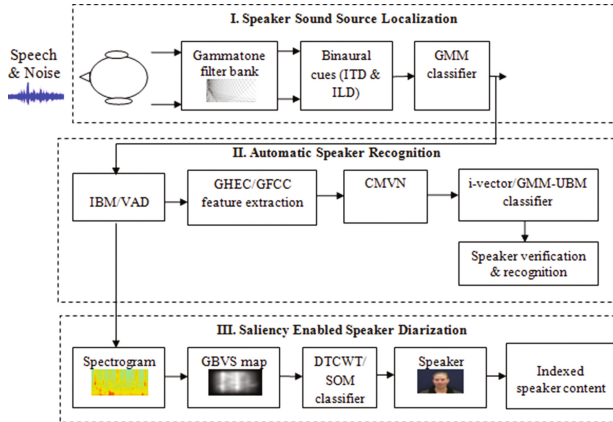 I. Speaker Sound Source Localization
Speech
& Noise
Gammatone
filter bank
Binaural
cues (ITD &
ILD)
GMM
classifier
II. Automatic Speaker Recognition
IBM/VAD
GHEC/GFCC
feature extraction
CMVN
i-vector/GMM-UBM
classifier
Speaker verification
& recognition
III. Saliency Enabled Speaker Diarization
Spectrogram
GBVS map
DTCWT/
SOM
classifier
Speaker
Indexed
speaker content